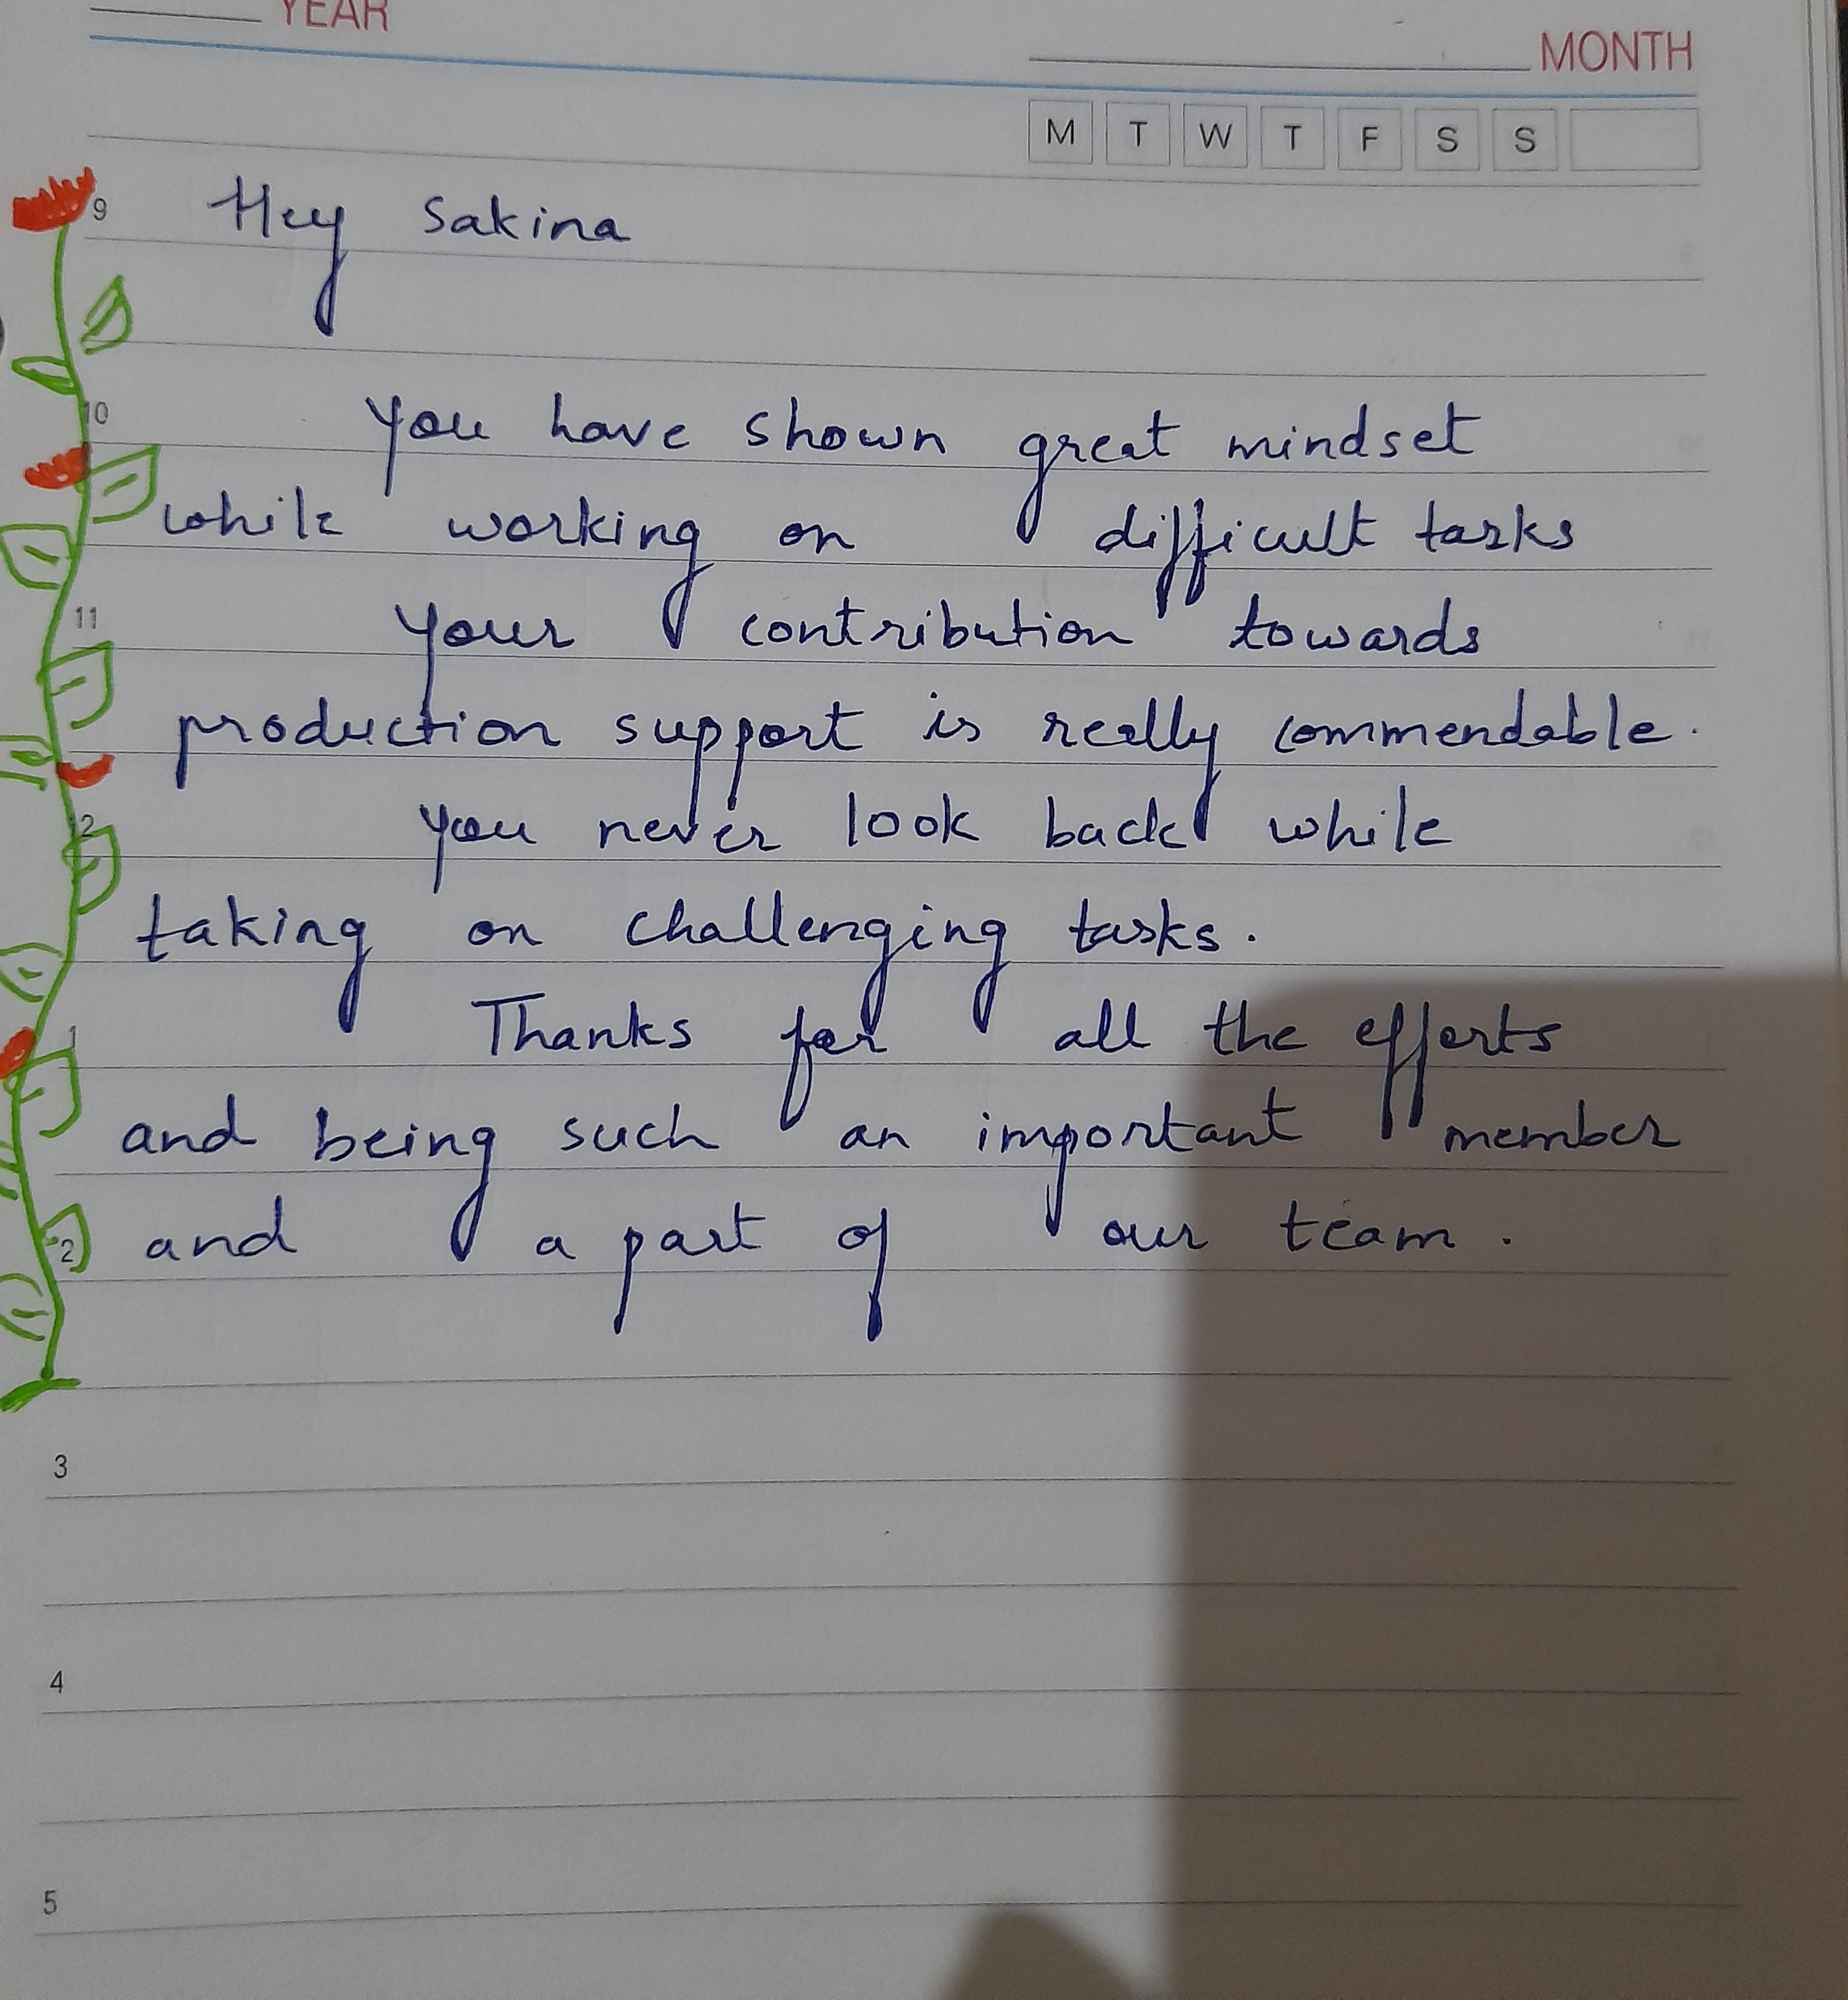 YEAR
MONTH
M T W T F S S
9 Hey Sakina
10
You have shown great mindset
while working on difficult tasks
11
Your contribution towards
production support is really commendable.
12
You never look back while
taking on challenging tasks.
1
Thanks for all the efforts
and being such an important member
2 and a part of our team.
3
4
5